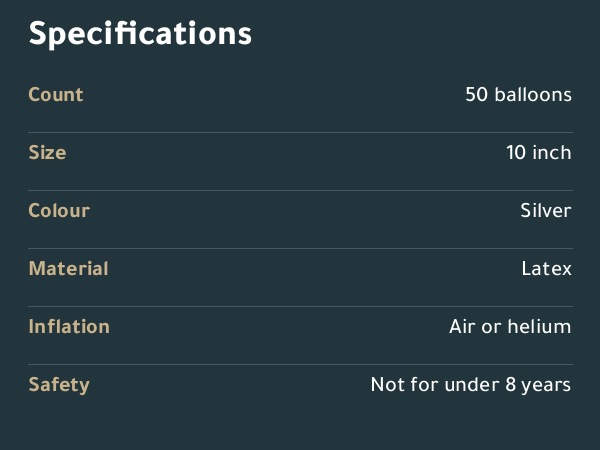 Specifications
Count 50 balloons
Size 10 inch
Colour Silver
Material Latex
Inflation Air or helium
Safety Not for under 8 years